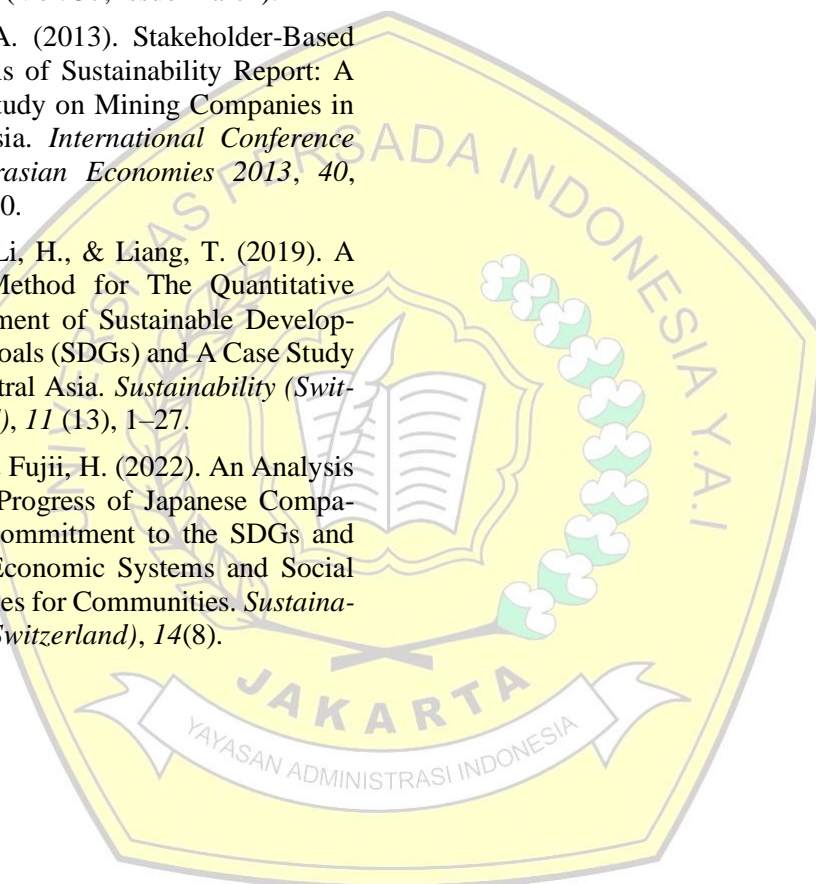 A. (2013). Stakeholder-Based
is of Sustainability Report: A
tudy on Mining Companies in
sia. International Conference
rasian Economies 2013, 40,
0.
Li, H., & Liang, T. (2019). A
Method for The Quantitative
ment of Sustainable Develop-
oals (SDGs) and A Case Study
tral Asia. Sustainability (Swit-
), 11 (13), 1–27.
Fujii, H. (2022). An Analysis
Progress of Japanese Compa-
ommitment to the SDGs and
Economic Systems and Social
es for Communities. Sustaina-
Switzerland), 14(8).
UNIVERSITAS PERSADA INDONESIA Y.A.I
JAKARTA
YAYASAN ADMINISTRASI INDONESIA